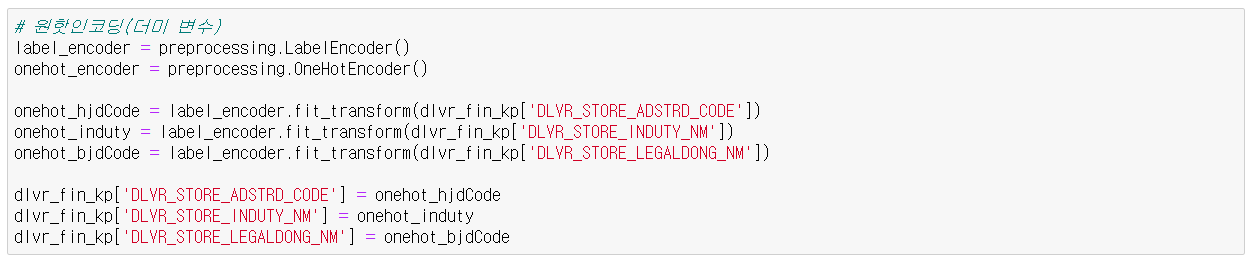 # 원핫인코딩(더미 변수)
label_encoder = preprocessing.LabelEncoder()
onehot_encoder = preprocessing.OneHotEncoder()
onehot_hjdCode = label_encoder.fit_transform(dlvr_fin_kp['DLVR_STORE_ADSTRD_CODE'])
onehot_induty = label_encoder.fit_transform(dlvr_fin_kp['DLVR_STORE_INDUTY_NM'])
onehot_bjdCode = label_encoder.fit_transform(dlvr_fin_kp['DLVR_STORE_LEGALDONG_NM'])
dlvr_fin_kp['DLVR_STORE_ADSTRD_CODE'] = onehot_hjdCode
dlvr_fin_kp['DLVR_STORE_INDUTY_NM'] = onehot_induty
dlvr_fin_kp['DLVR_STORE_LEGALDONG_NM'] = onehot_bjdCode